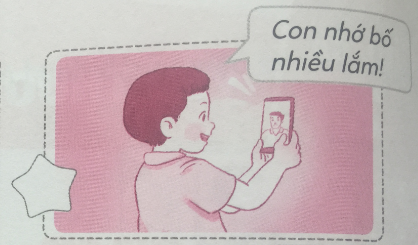 Con nhớ bố
nhiều lắm!